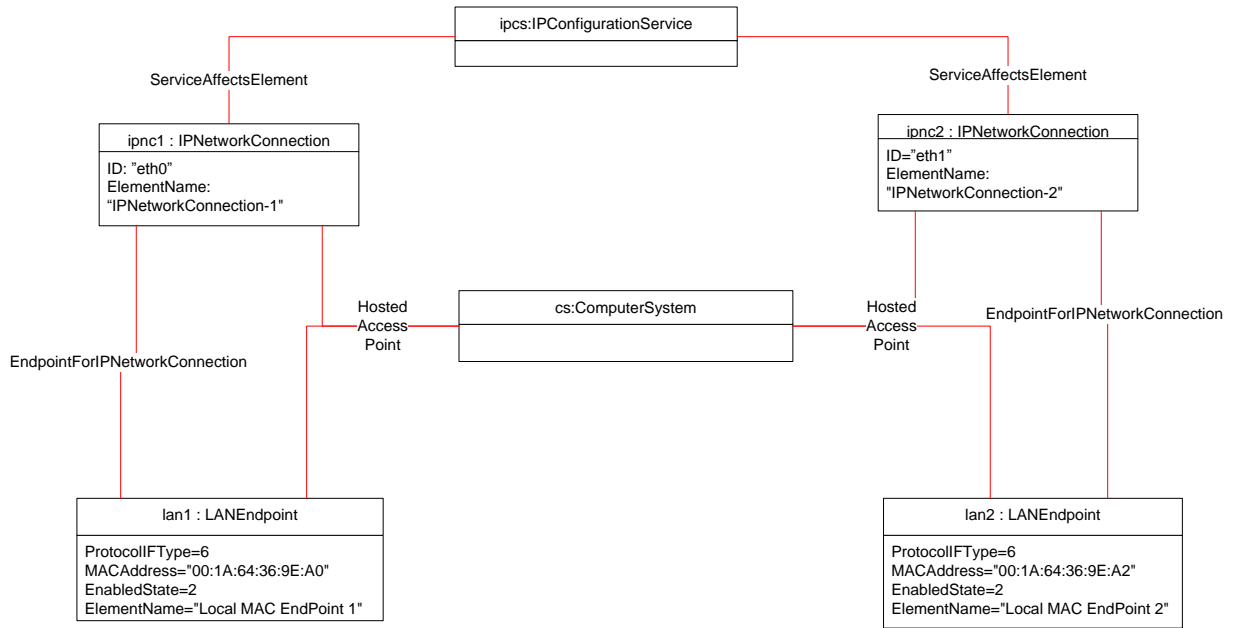 ipcs:IPConfigurationService
ServiceAffectsElement
ServiceAffectsElement
ipnc1 : IPNetworkConnection
ID: ”eth0”
ElementName:
“IPNetworkConnection-1"
ipnc2 : IPNetworkConnection
ID=”eth1”
ElementName:
"IPNetworkConnection-2"
Hosted
Access
Point
cs:ComputerSystem
Hosted
Access
Point
EndpointForIPNetworkConnection
EndpointForIPNetworkConnection
lan1 : LANEndpoint
ProtocolIFType=6
MACAddress="00:1A:64:36:9E:A0"
EnabledState=2
ElementName="Local MAC EndPoint 1"
lan2 : LANEndpoint
ProtocolIFType=6
MACAddress="00:1A:64:36:9E:A2"
EnabledState=2
ElementName="Local MAC EndPoint 2"